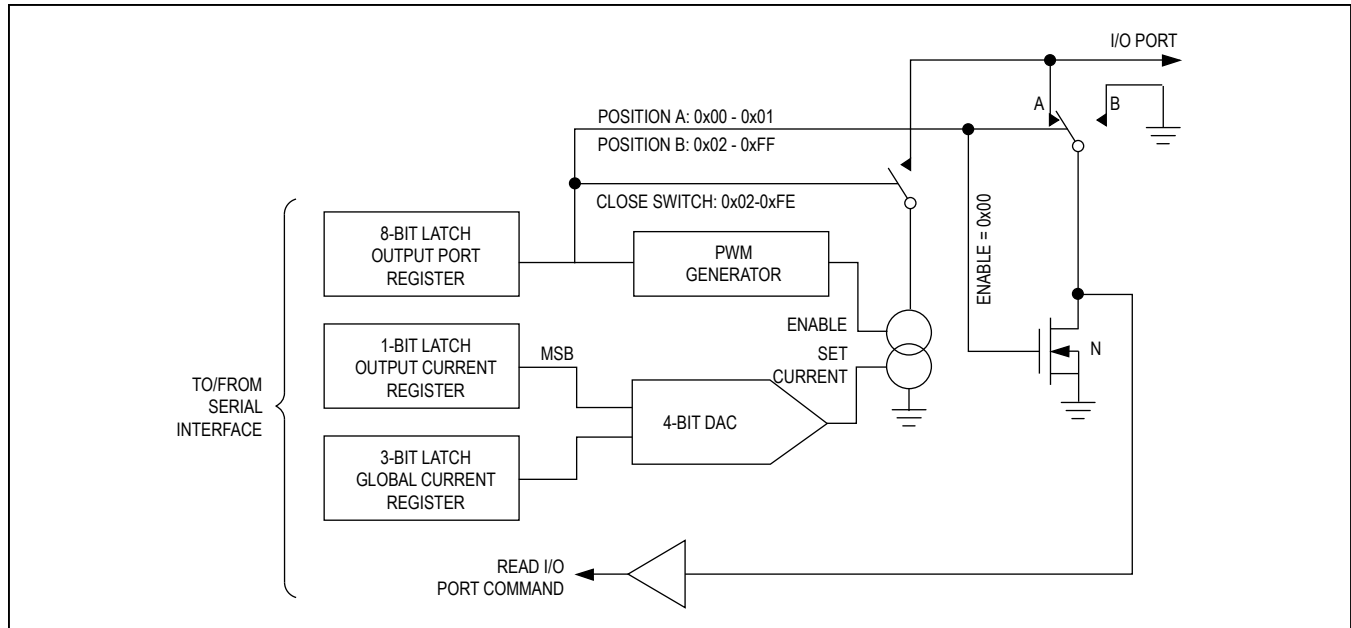 I/O PORT
A
B
POSITION A: 0x00 - 0x01
POSITION B: 0x02 - 0xFF
CLOSE SWITCH: 0x02-0xFE
ENABLE = 0x00
8-BIT LATCH
OUTPUT PORT
REGISTER
PWM
GENERATOR
ENABLE
SET
CURRENT
N
1-BIT LATCH
OUTPUT CURRENT
REGISTER
MSB
TO/FROM
SERIAL
INTERFACE
4-BIT DAC
3-BIT LATCH
GLOBAL CURRENT
REGISTER
READ I/O
PORT COMMAND